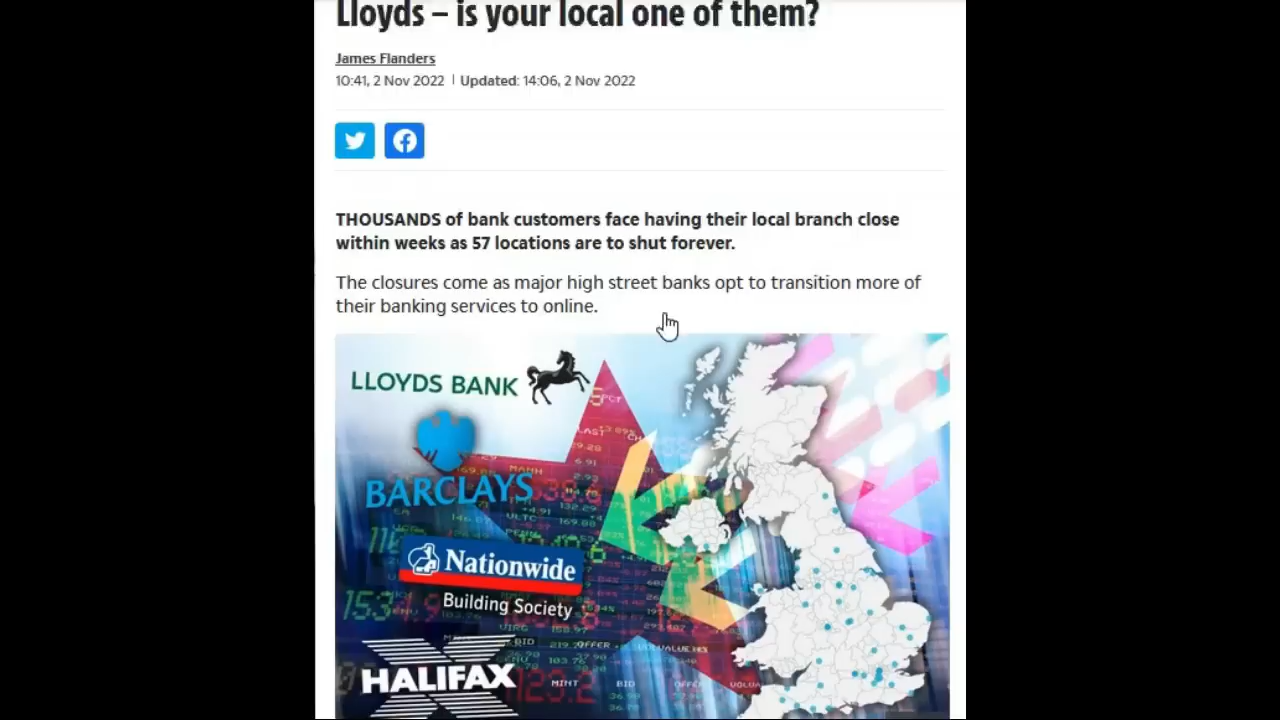 Lloyds – is your local one of them?
James Flanders
10:41, 2 Nov 2022 | Updated: 14:06, 2 Nov 2022
THOUSANDS of bank customers face having their local branch close
within weeks as 57 locations are to shut forever.
The closures come as major high street banks opt to transition more of
their banking services to online.
LLOYDS BANK
BARCLAYS
Nationwide
Building Society
HALIFAX
MINT BID